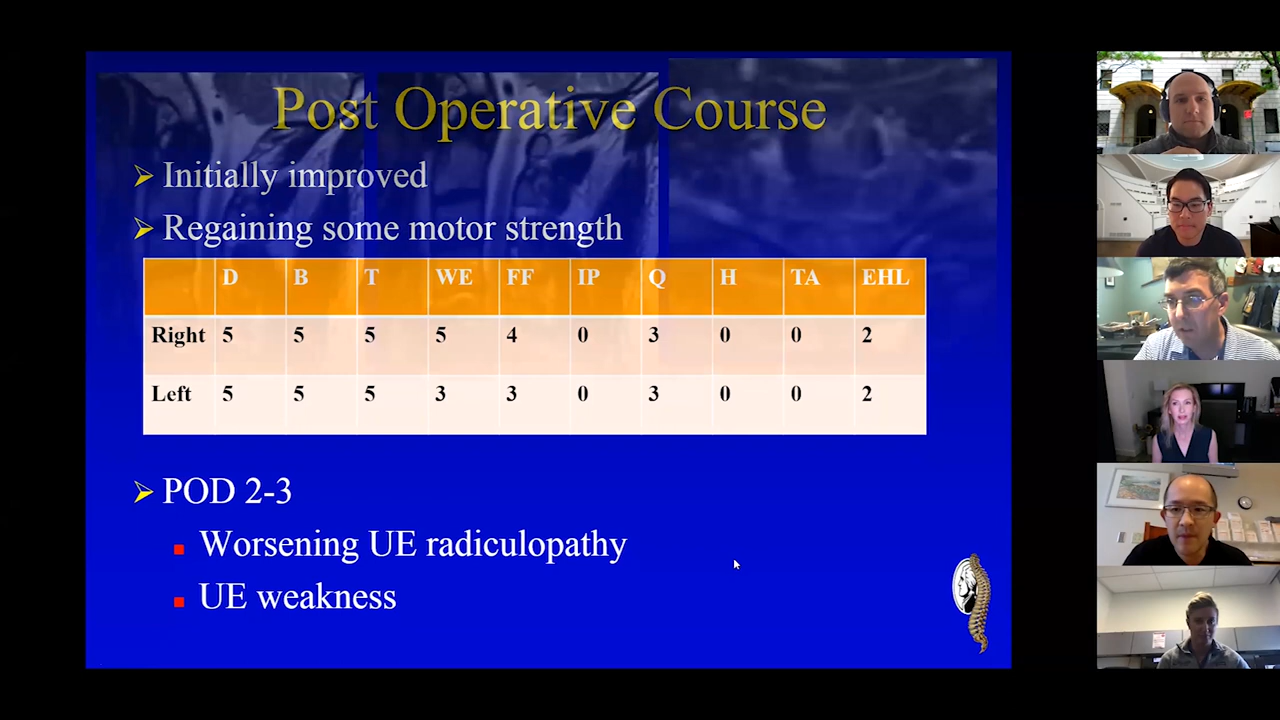 Post Operative Course
Initially improved
Regaining some motor strength
D B T WE FF IP Q H TA EHL
Right 5 5 5 5 4 0 3 0 0 2
Left 5 5 5 3 3 0 3 0 0 2
POD 2-3
Worsening UE radiculopathy
UE weakness